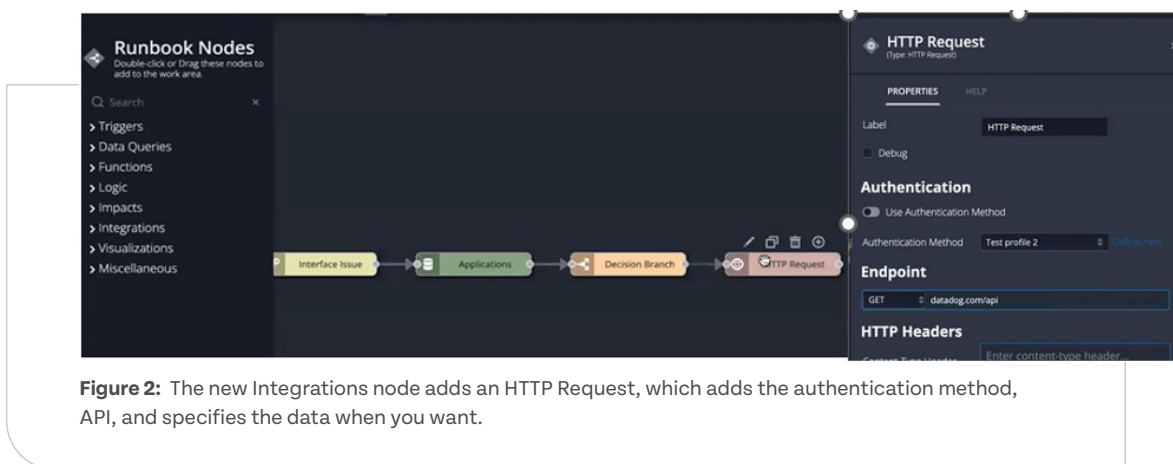 Runbook Nodes
Double-click or Drag these nodes to
add to the work area.
Search
Triggers
Data Queries
Functions
Logic
Impacts
Integrations
Visualizations
Miscellaneous
Interface Issue
Applications
Decision Branch
HTTP Request
HTTP Request
(Type: HTTP Request)
PROPERTIES HELP
Label HTTP Request
Debug
Authentication
Use Authentication Method
Authentication Method Test profile 2 Define new
Endpoint
GET datadog.com/api
HTTP Headers
Content-Type Header Enter content-type header...
Figure 2: The new Integrations node adds an HTTP Request, which adds the authentication method,
API, and specifies the data when you want.